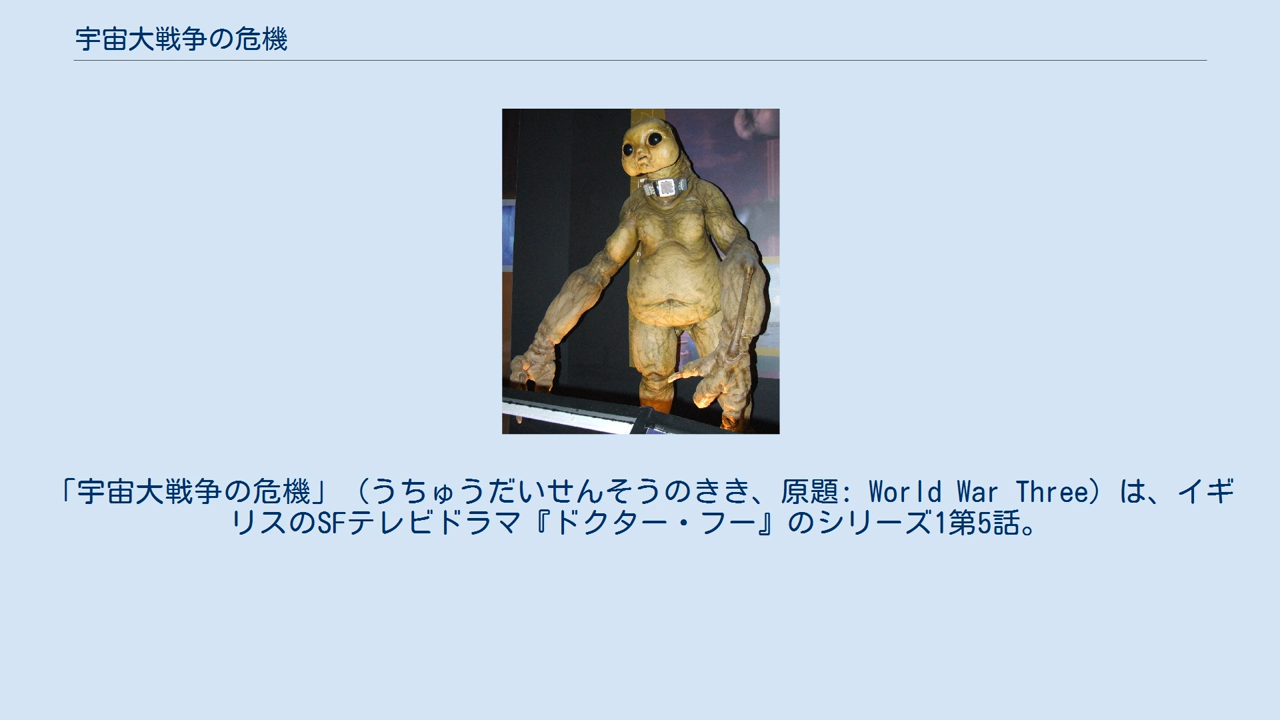 宇宙大戦争の危機
「宇宙大戦争の危機」（うちゅうだいせんそうのきき、原題: World War Three）は、イギ
リスのSFテレビドラマ『ドクター・フー』のシリーズ1第5話。